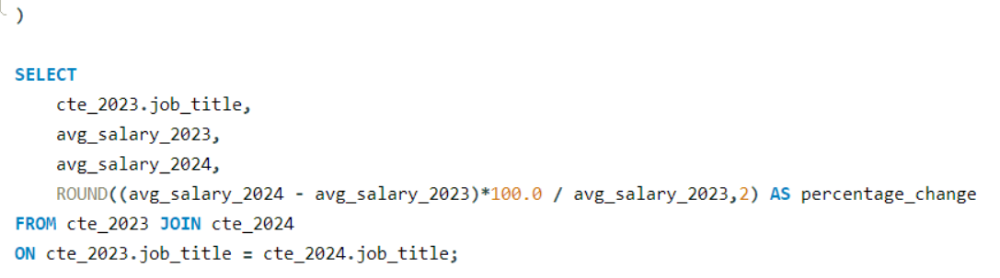 )
SELECT
cte_2023.job_title,
avg_salary_2023,
avg_salary_2024,
ROUND((avg_salary_2024 - avg_salary_2023)*100.0 / avg_salary_2023,2) AS percentage_change
FROM cte_2023 JOIN cte_2024
ON cte_2023.job_title = cte_2024.job_title;